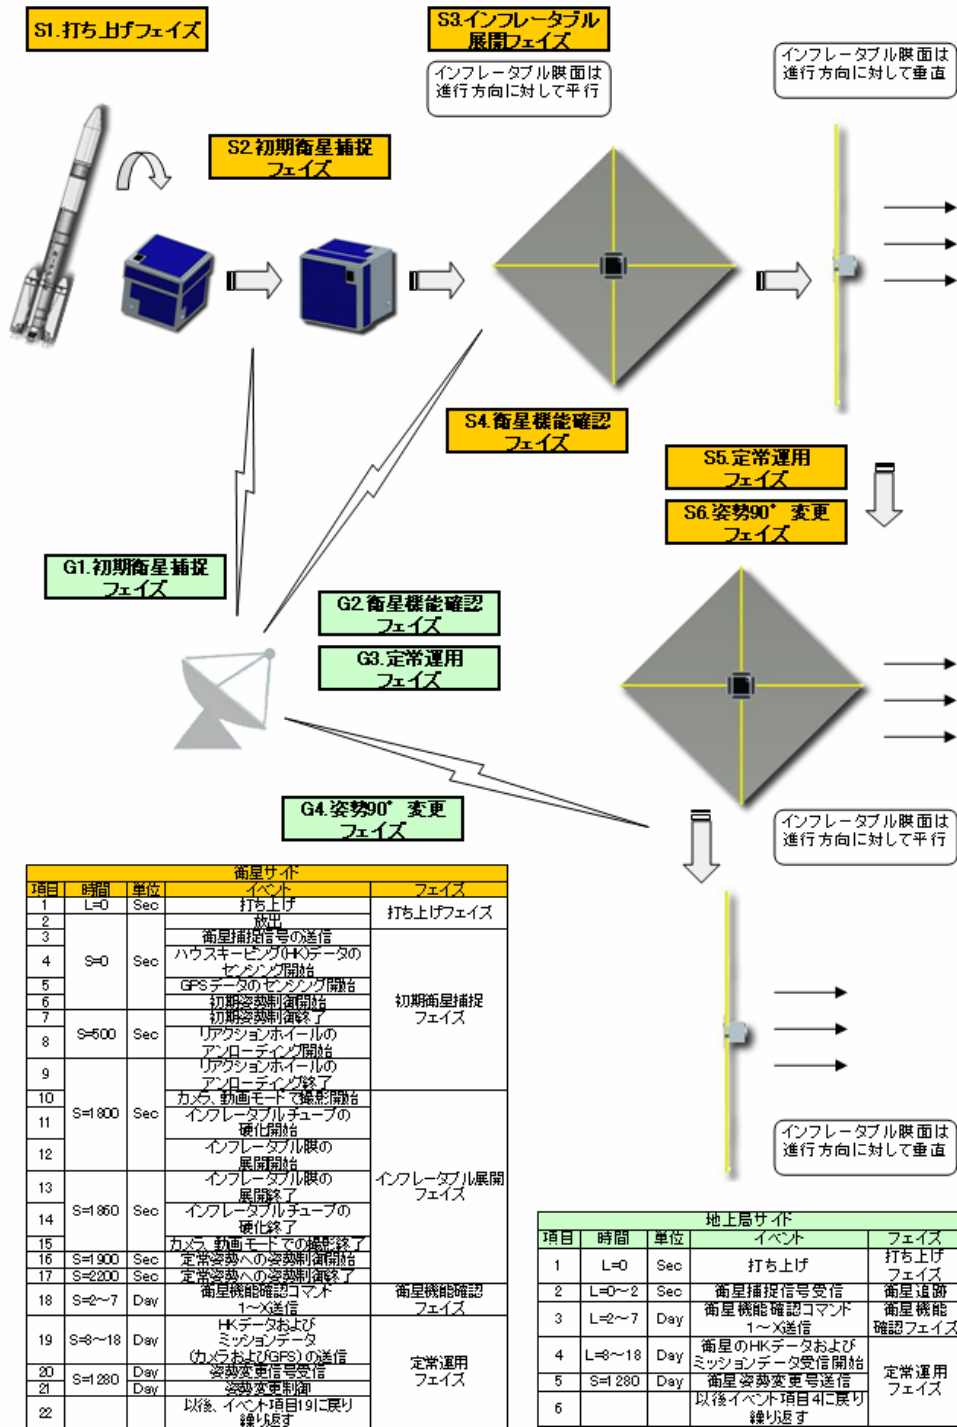 S1.打ち上げフェイズ
S3.インフレータブル
展開フェイズ
インフレータブル膜面は
進行方向に対して平行
インフレータブル膜面は
進行方向に対して垂直
S2.初期衛星捕捉
フェイズ
S4.衛星機能確認
フェイズ
S5.定常運用
フェイズ
S6.姿勢90° 変更
フェイズ
G1.初期衛星捕捉
フェイズ
G2.衛星機能確認
フェイズ
G3.定常運用
フェイズ
G4.姿勢90° 変更
フェイズ
インフレータブル膜面は
進行方向に対して平行
インフレータブル膜面は
進行方向に対して垂直
衛星サイド
項目 時間 単位 イベント フェイズ
1 L=0 Sec 打ち上げ 打ち上げフェイズ
2 S=0 Sec 放出
3 衛星捕捉信号の送信 初期衛星捕捉
フェイズ
4 ハウスキーピング(HK)データの
センシング開始
5 GPSデータのセンシング開始
6 初期姿勢制御開始
7 S=500 Sec 初期姿勢制御終了
8 リアクションホイールの
アンローディング開始
9 S=1800 Sec リアクションホイールの
アンローディング終了
10 カメラ、動画モードで撮影開始 インフレータブル展開
フェイズ
11 インフレータブルチューブの
硬化開始
12 インフレータブル膜の
展開開始
13 S=1860 Sec インフレータブル膜の
展開終了
14 インフレータブルチューブの
硬化終了
15 カメラ、動画モードでの撮影終了
16 S=1900 Sec 定常姿勢への姿勢制御開始
17 S=2200 Sec 定常姿勢への姿勢制御終了
18 S=2～7 Day 衛星機能確認コマンド
1～X送信 衛星機能確認
フェイズ
19 S=8～18 Day HKデータおよび
ミッションデータ
(カメラおよびGPS)の送信 定常運用
フェイズ
20 S=1280 Day 姿勢変更信号受信
21 Day 姿勢変更制御
22 以後、イベント項目19に戻り
繰り返す
地上局サイド
項目 時間 単位 イベント フェイズ
1 L=0 Sec 打ち上げ 打ち上げ
フェイズ
2 L=0～2 Sec 衛星捕捉信号受信 衛星追跡
3 L=2～7 Day 衛星機能確認コマンド
1～X送信 衛星機能
確認フェイズ
4 L=8～18 Day 衛星のHKデータおよび
ミッションデータ受信開始 定常運用
フェイズ
5 S=1280 Day 衛星姿勢変更号送信
6 以後イベント項目4に戻り
繰り返す